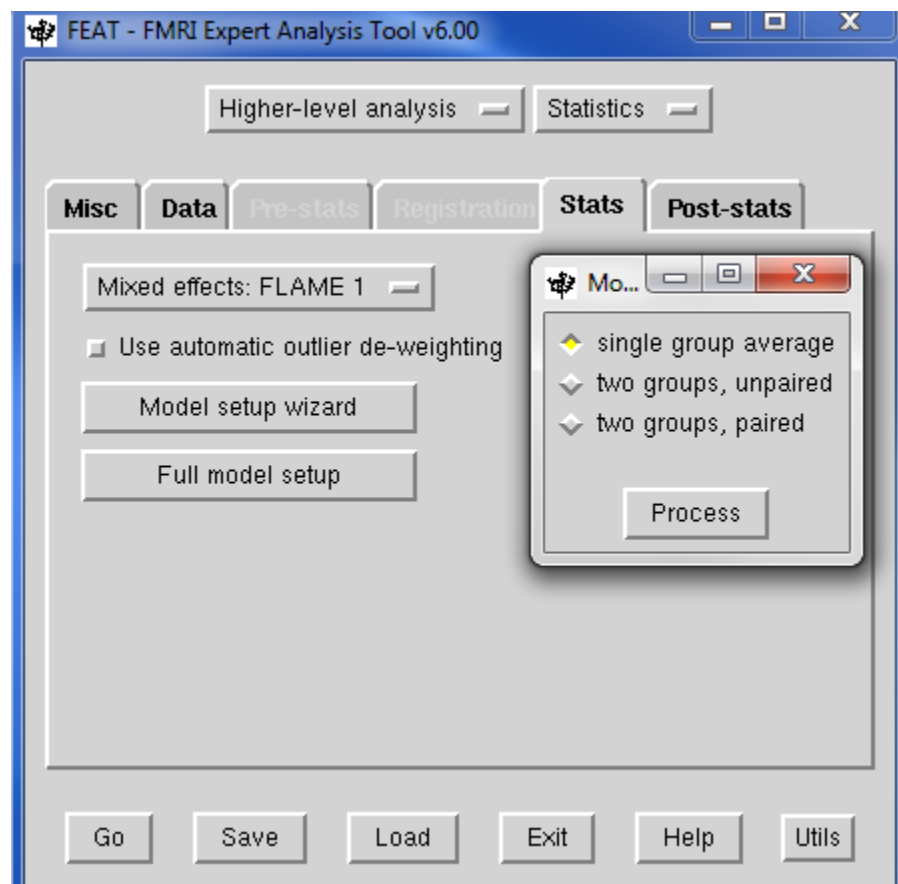 FEAT - FMRI Expert Analysis Tool v6.00
Higher-level analysis
Statistics
Misc
Data
Pre-stats
Registration
Stats
Post-stats
Mixed effects: FLAME 1
Use automatic outlier de-weighting
Model setup wizard
Full model setup
Mo...
single group average
two groups, unpaired
two groups, paired
Process
Go
Save
Load
Exit
Help
Utils